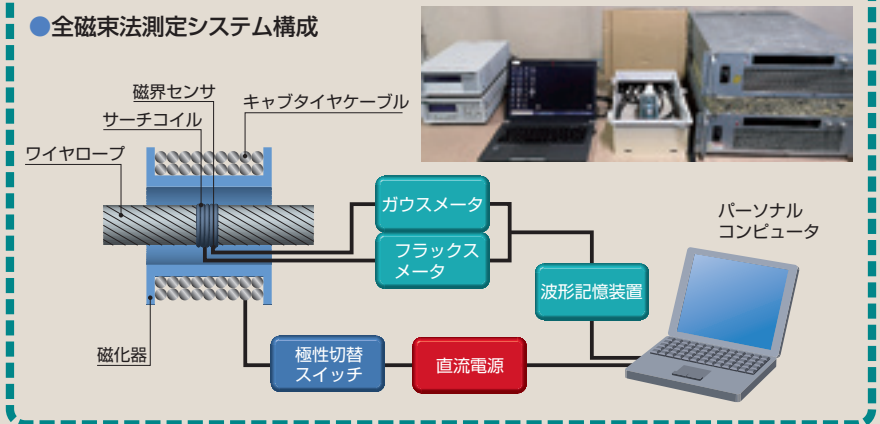 ●全磁束法測定システム構成
磁界センサ
キャブタイヤケーブル
サーチコイル
ワイヤロープ
ガウスメータ
フラックス
メータ
パーソナル
コンピュータ
波形記憶装置
磁化器
極性切替
スイッチ
直流電源